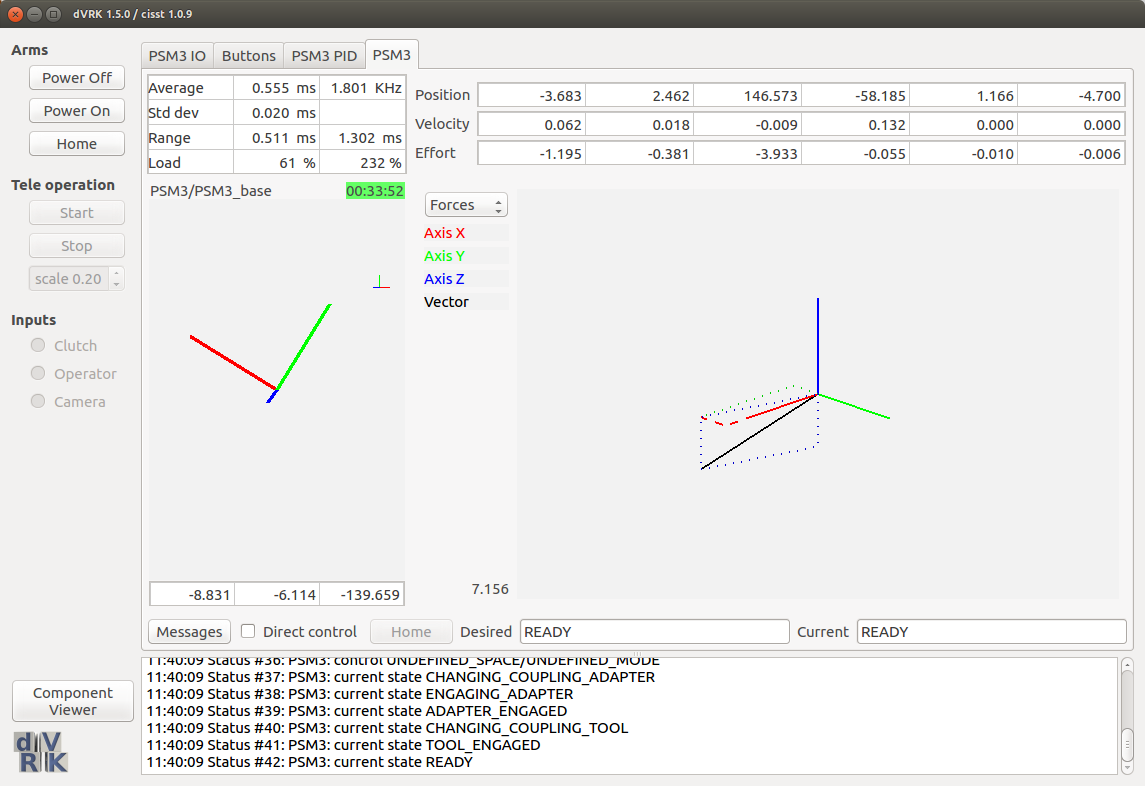 dVRK 1.5.0 / cisst 1.0.9
Arms
Power Off
Power On
Home
Tele operation
Start
Stop
scale 0.20
Inputs
Clutch
Operator
Camera
Component
Viewer
dVRK
PSM3 IO Buttons PSM3 PID PSM3
Average 0.555 ms 1.801 KHz
Std dev 0.020 ms
Range 0.511 ms 1.302 ms
Load 61 % 232 %
Position -3.683 2.462 146.573 -58.185 1.166 -4.700
Velocity 0.062 0.018 -0.009 0.132 0.000 0.000
Effort -1.195 -0.381 -3.933 -0.055 -0.010 -0.006
PSM3/PSM3_base 00:33:52
Forces
Axis X
Axis Y
Axis Z
Vector
-8.831 -6.114 -139.659
7.156
Messages Direct control Home Desired READY Current READY
11:40:09 Status #36: PSM3: control UNDEFINED_SPACE/UNDEFINED_MODE
11:40:09 Status #37: PSM3: current state CHANGING_COUPLING_ADAPTER
11:40:09 Status #38: PSM3: current state ENGAGING_ADAPTER
11:40:09 Status #39: PSM3: current state ADAPTER_ENGAGED
11:40:09 Status #40: PSM3: current state CHANGING_COUPLING_TOOL
11:40:09 Status #41: PSM3: current state TOOL_ENGAGED
11:40:09 Status #42: PSM3: current state READY